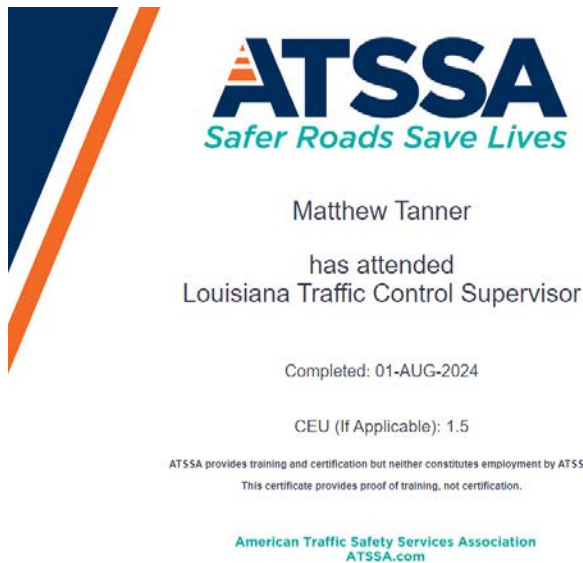 ATSSA
Safer Roads Save Lives
Matthew Tanner
has attended
Louisiana Traffic Control Supervisor
Completed: 01-AUG-2024
CEU (If Applicable): 1.5
ATSSA provides training and certification but neither constitutes employment by ATSS
This certificate provides proof of training, not certification.
American Traffic Safety Services Association
ATSSA.com